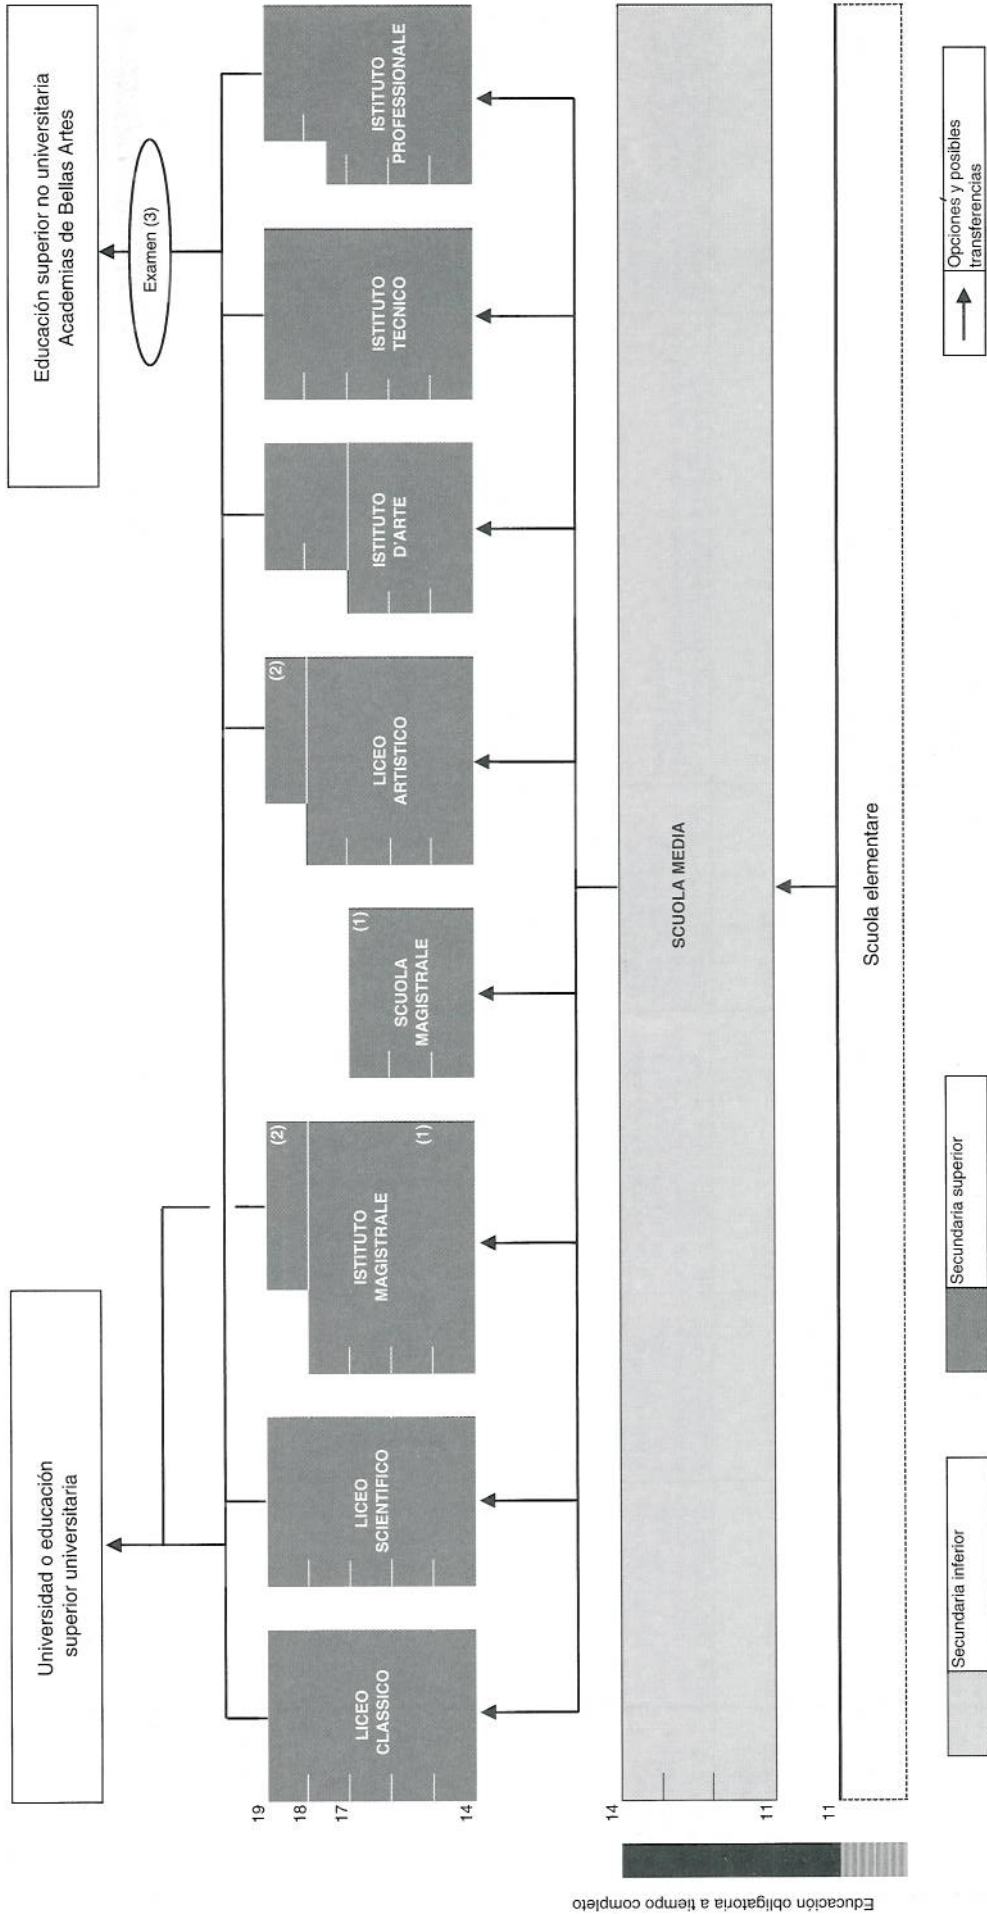 Universidad o educación
superior universitaria
Educación superior no universitaria
Academias de Bellas Artes
Examen (3)
19
18
17
14
LICEO
CLASSICO
LICEO
SCIENTIFICO
(2)
ISTITUTO
MAGISTRALE
(1)
(1)
SCUOLA
MAGISTRALE
(2)
LICEO
ARTISTICO
ISTITUTO
D'ARTE
ISTITUTO
TECNICO
ISTITUTO
PROFESSIONALE
14
11
SCUOLA MEDIA
11
Scuola elementare
Educación obligatoria a tiempo completo
Secundaria inferior
Secundaria superior
Opciones y posibles
transferencias